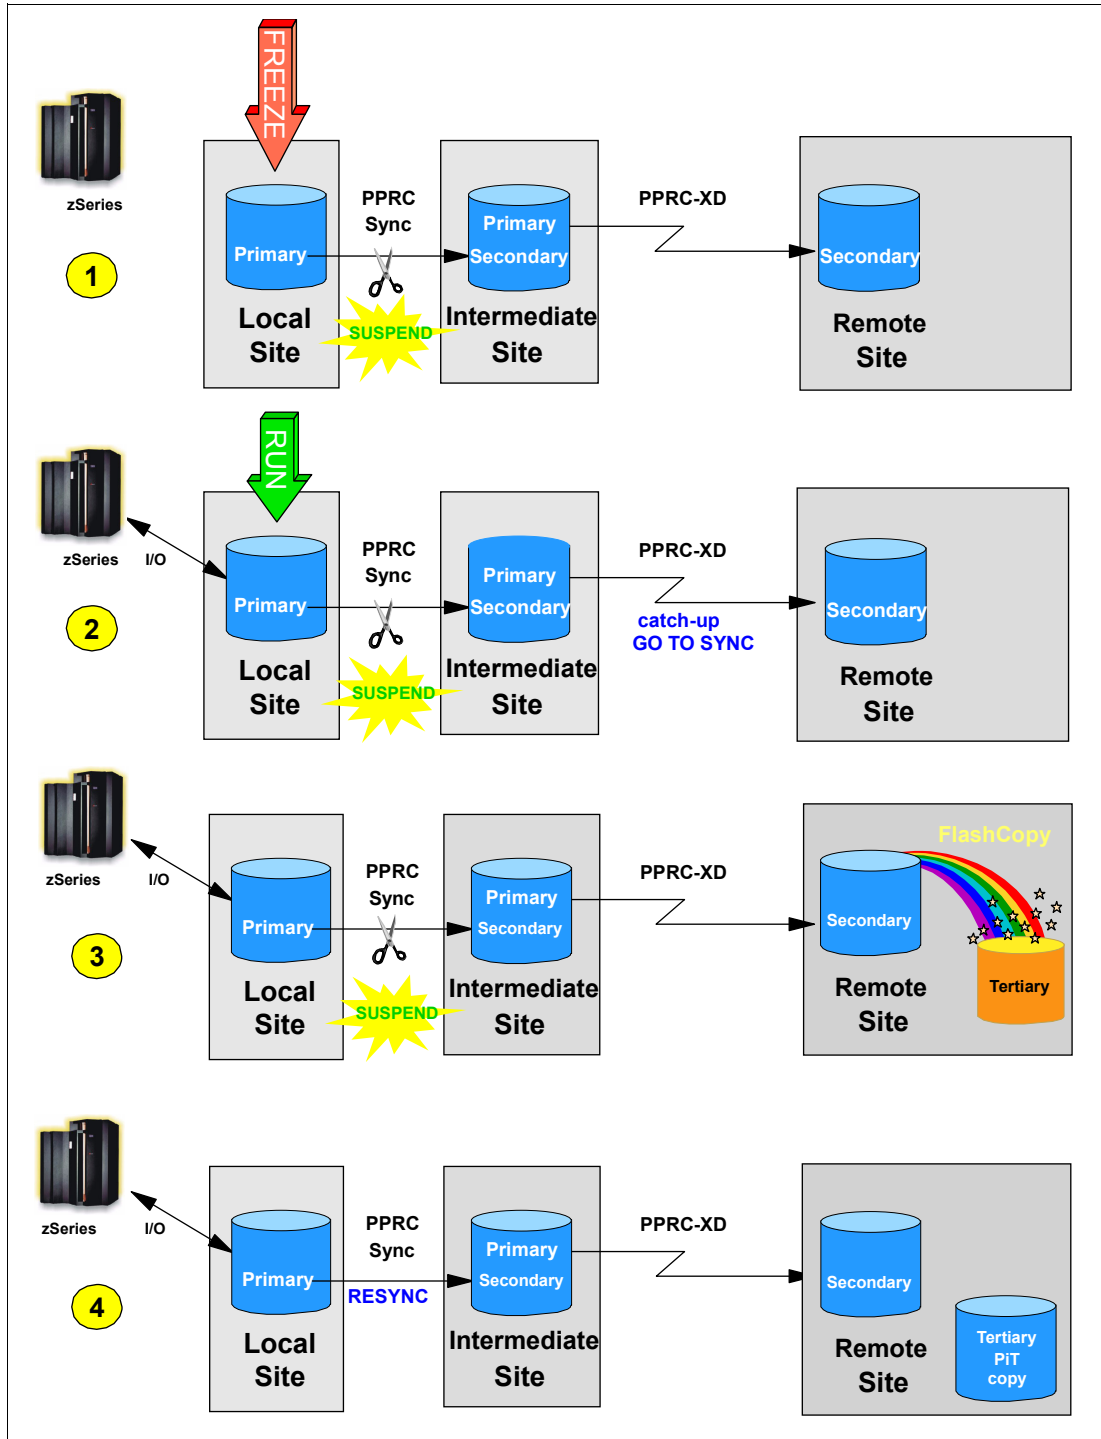 FREEZE
zSeries
1
PPRC
Sync
PPRC-XD
Primary
Primary
Secondary
Secondary
SUSPEND
Local
Site
Intermediate
Site
Remote
Site
RUN
zSeries
I/O
2
PPRC
Sync
PPRC-XD
Primary
Primary
Secondary
Secondary
catch-up
GO TO SYNC
SUSPEND
Local
Site
Intermediate
Site
Remote
Site
zSeries
I/O
3
PPRC
Sync
PPRC-XD
FlashCopy
Primary
Primary
Secondary
Secondary
Tertiary
SUSPEND
Local
Site
Intermediate
Site
Remote
Site
zSeries
I/O
4
PPRC
Sync
PPRC-XD
Primary
RESYNC
Primary
Secondary
Secondary
Local
Site
Intermediate
Site
Remote
Site
Tertiary
PiT
copy